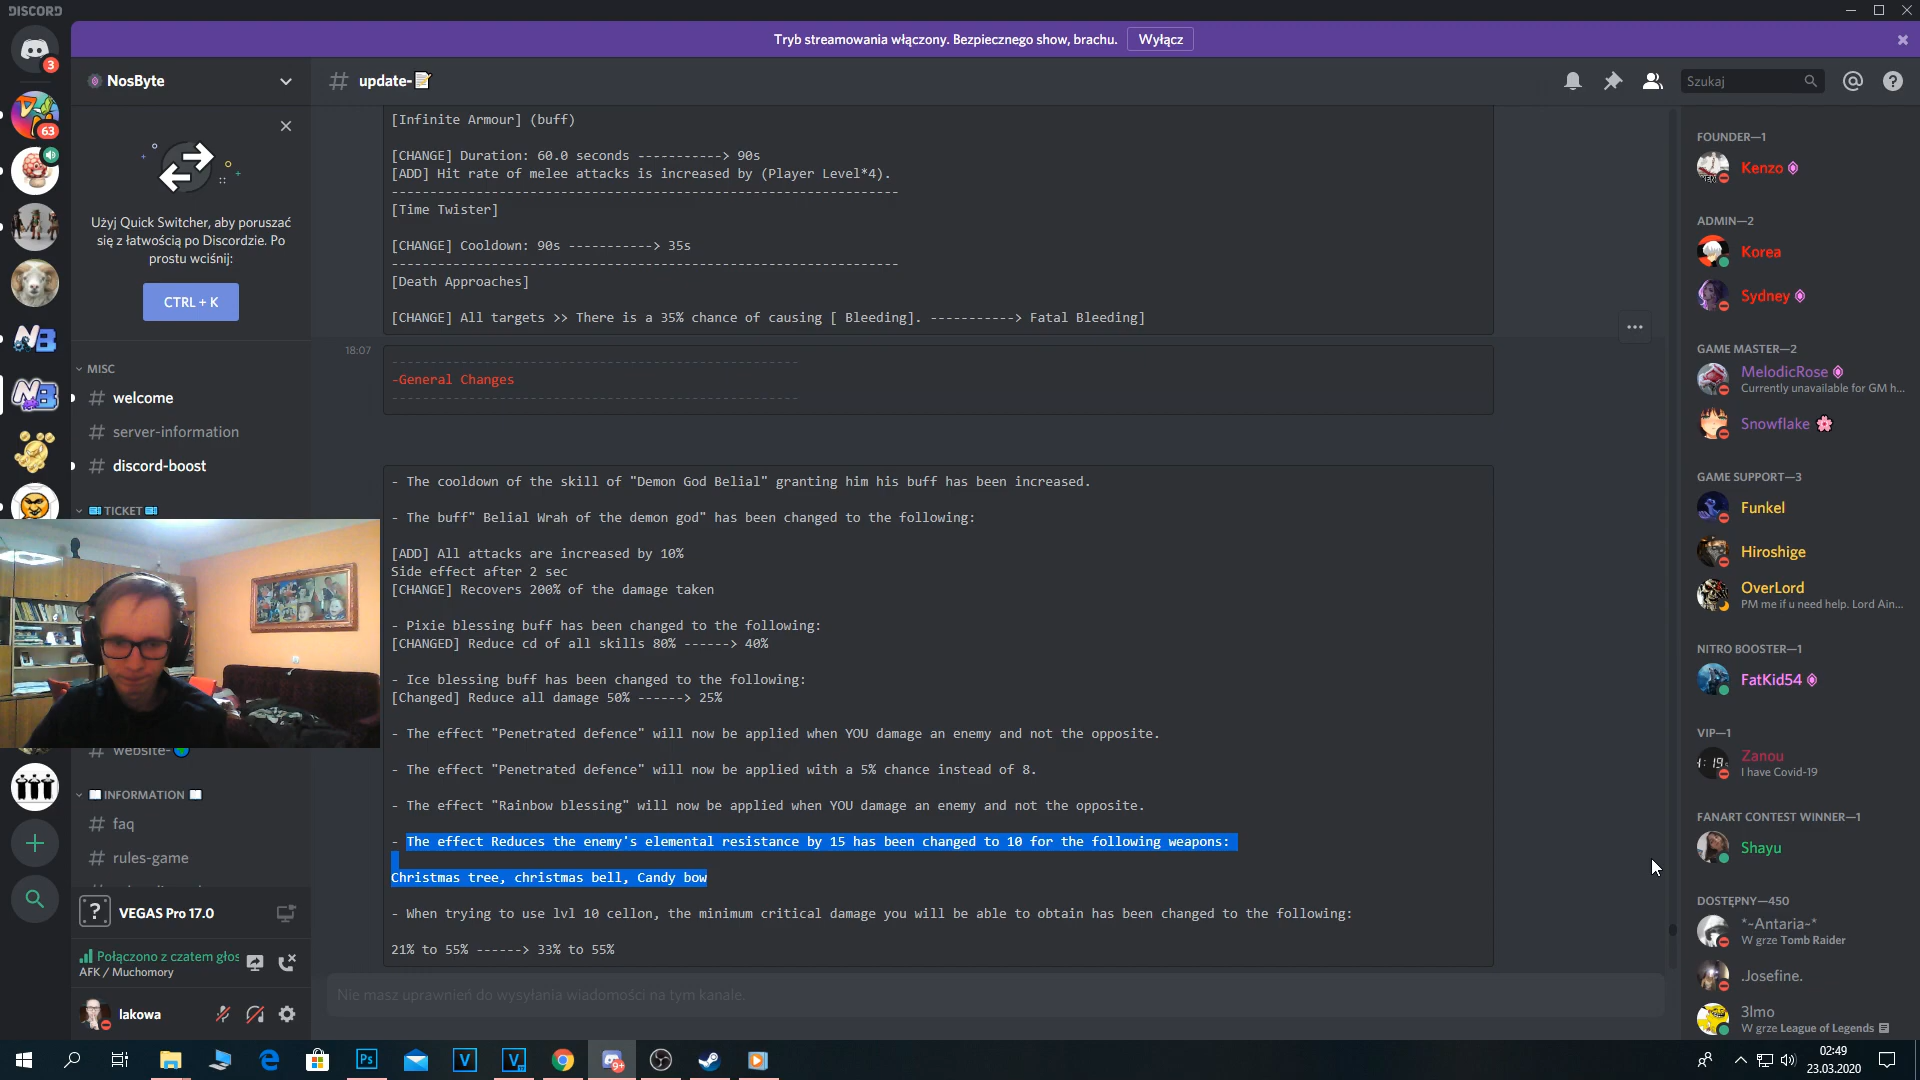 DISCORD
Tryb streamowania włączony. Bezpiecznego show, brachu.
Wyłącz
3
63
NosByte
Użyj Quick Switcher, aby poruszać
się z łatwością po Discordzie. Po
prostu wciśnij:
CTRL + K
MISC
# welcome
# server-information
# discord-boost
TICKET
website-
INFORMATION
# faq
# rules-game
VEGAS Pro 17.0
Połączono z czatem głos
AFK / Muchomory
lakowa
# update-
Szukaj
[Infinite Armour] (buff)
[CHANGE] Duration: 60.0 seconds -----------> 90s
[ADD] Hit rate of melee attacks is increased by (Player Level*4).
------------------------------------------------------------------
[Time Twister]
[CHANGE] Cooldown: 90s -----------> 35s
------------------------------------------------------------------
[Death Approaches]
[CHANGE] All targets >> There is a 35% chance of causing [ Bleeding]. -----------> Fatal Bleeding]
18:07
-----------------------------------------------------
-General Changes
-----------------------------------------------------
- The cooldown of the skill of "Demon God Belial" granting him his buff has been increased.
- The buff" Belial Wrah of the demon god" has been changed to the following:
[ADD] All attacks are increased by 10%
Side effect after 2 sec
[CHANGE] Recovers 200% of the damage taken
- Pixie blessing buff has been changed to the following:
[CHANGED] Reduce cd of all skills 80% ------> 40%
- Ice blessing buff has been changed to the following:
[Changed] Reduce all damage 50% ------> 25%
- The effect "Penetrated defence" will now be applied when YOU damage an enemy and not the opposite.
- The effect "Penetrated defence" will now be applied with a 5% chance instead of 8.
- The effect "Rainbow blessing" will now be applied when YOU damage an enemy and not the opposite.
- The effect Reduces the enemy's elemental resistance by 15 has been changed to 10 for the following weapons:
Christmas tree, christmas bell, Candy bow
- When trying to use lvl 10 cellon, the minimum critical damage you will be able to obtain has been changed to the following:
21% to 55% ------> 33% to 55%
Nie masz uprawnień do wysyłania wiadomości na tym kanale.
FOUNDER—1
Kenzo
ADMIN—2
Korea
Sydney
GAME MASTER—2
MelodicRose
Currently unavailable for GM h...
Snowflake
GAME SUPPORT—3
Funkel
Hiroshige
OverLord
PM me if u need help. Lord Ain...
NITRO BOOSTER—1
FatKid54
VIP—1
Zanou
I have Covid-19
FANART CONTEST WINNER—1
Shayu
DOSTĘPNY—450
*~Antaria~*
W grze Tomb Raider
.Josefine.
3lmo
W grze League of Legends
02:49
23.03.2020